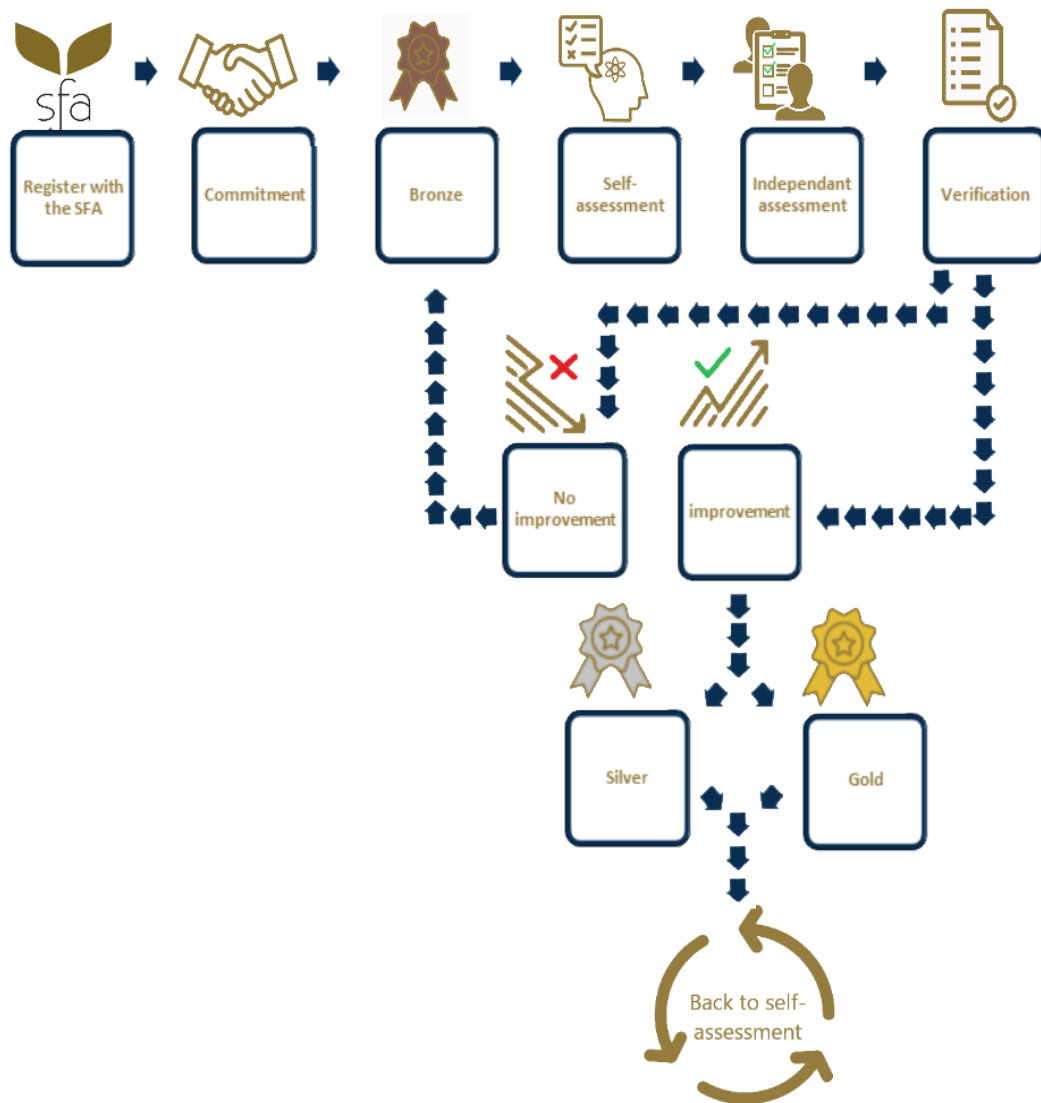 sfa
Register with
the SFA
Commitment
Bronze
Self-
assessment
Independant
assessment
Verification
No
improvement
improvement
Silver
Gold
Back to self-
assessment